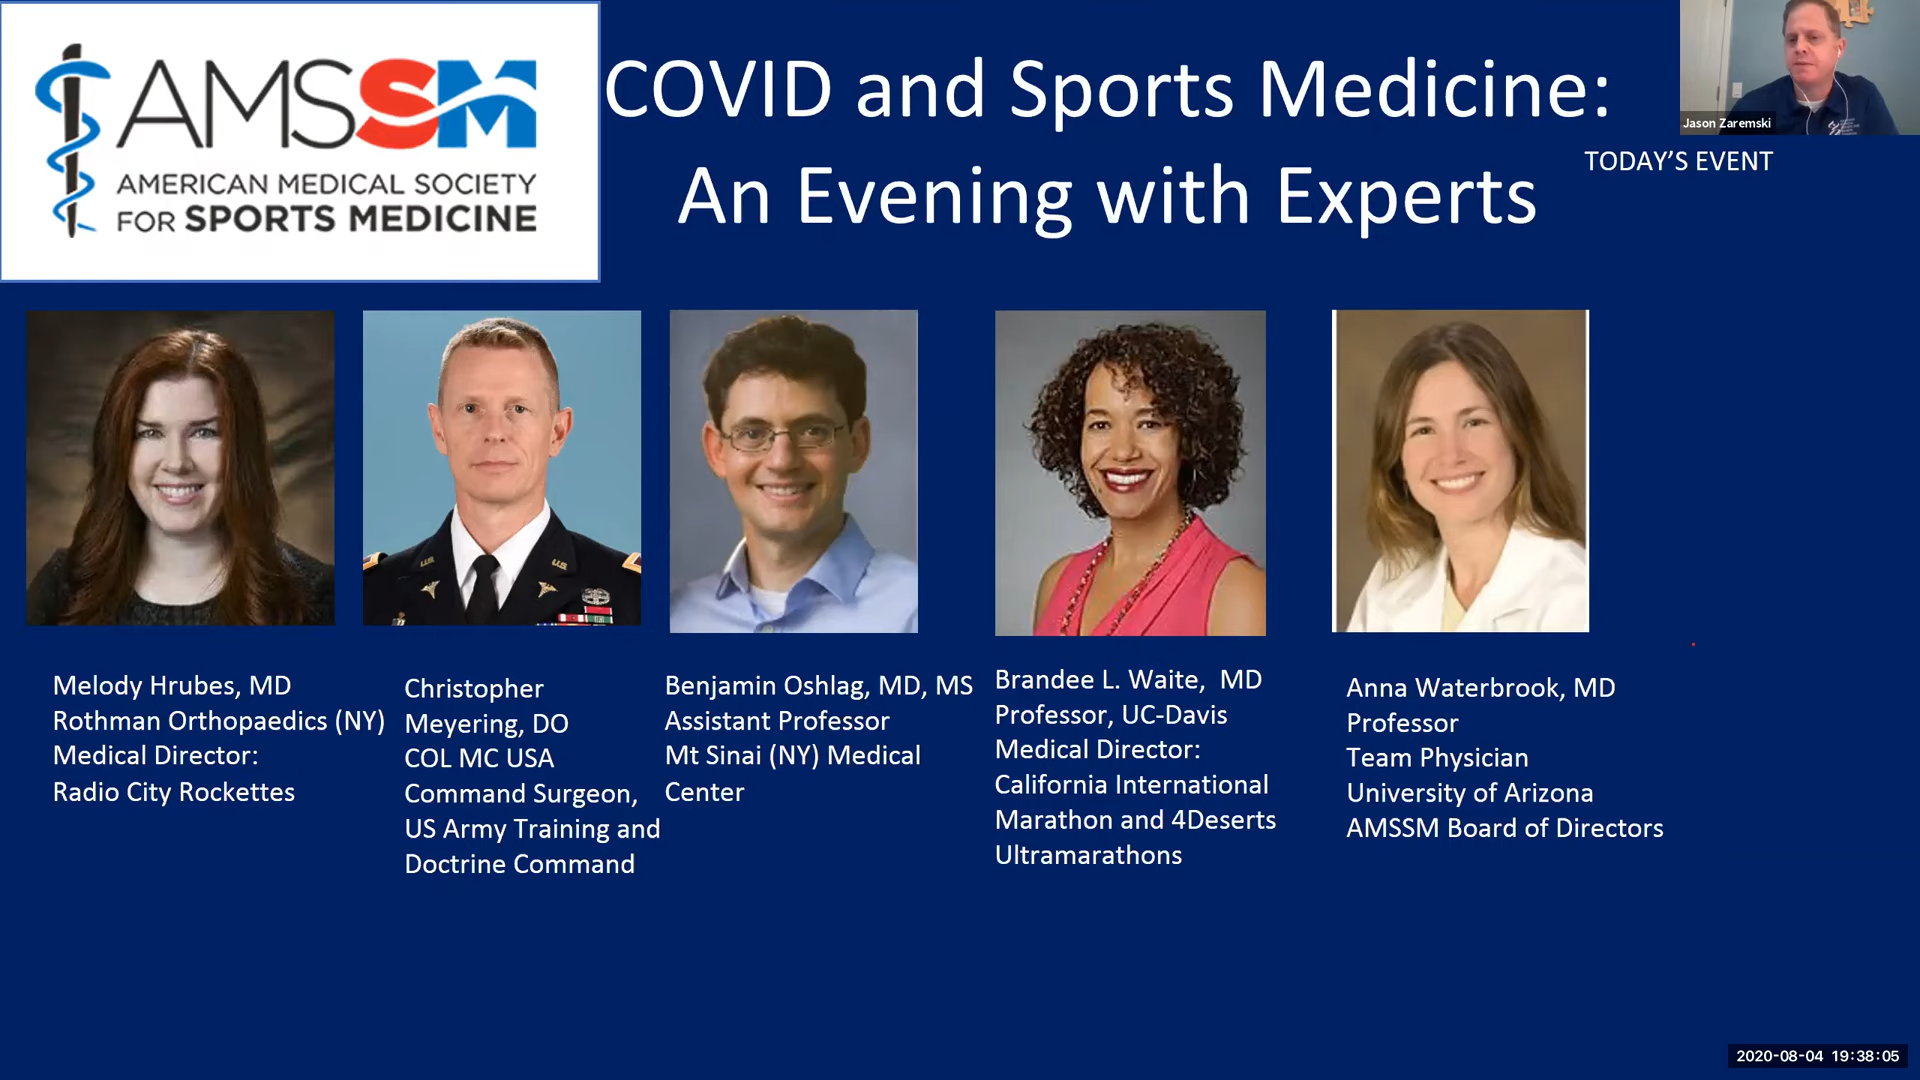 AMSSM
AMERICAN MEDICAL SOCIETY
FOR SPORTS MEDICINE
COVID and Sports Medicine:
An Evening with Experts
Jason Zaremski
TODAY'S EVENT
Melody Hrubes, MD
Rothman Orthopaedics (NY)
Medical Director:
Radio City Rockettes
Christopher
Meyering, DO
COL MC USA
Command Surgeon,
US Army Training and
Doctrine Command
Benjamin Oshlag, MD, MS
Assistant Professor
Mt Sinai (NY) Medical
Center
Brandee L. Waite,  MD
Professor, UC-Davis
Medical Director:
California International
Marathon and 4Deserts
Ultramarathons
Anna Waterbrook, MD
Professor
Team Physician
University of Arizona
AMSSM Board of Directors
2020-08-04 19:38:05